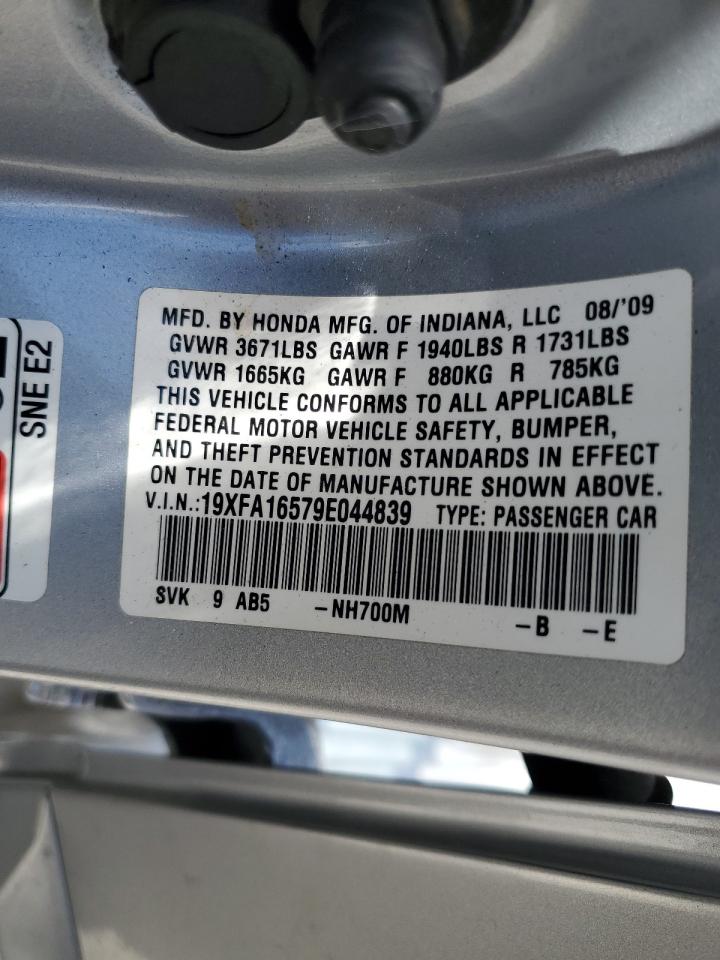 SNE E2
MFD. BY HONDA MFG. OF INDIANA, LLC 08/'09
GVWR 3671LBS GAWR F 1940LBS R 1731LBS
GVWR 1665KG GAWR F 880KG R 785KG
THIS VEHICLE CONFORMS TO ALL APPLICABLE
FEDERAL MOTOR VEHICLE SAFETY, BUMPER,
AND THEFT PREVENTION STANDARDS IN EFFECT
ON THE DATE OF MANUFACTURE SHOWN ABOVE.
V.I.N.:19XFA16579E044839 TYPE: PASSENGER CAR
SVK 9 AB5 -NH700M -B -E